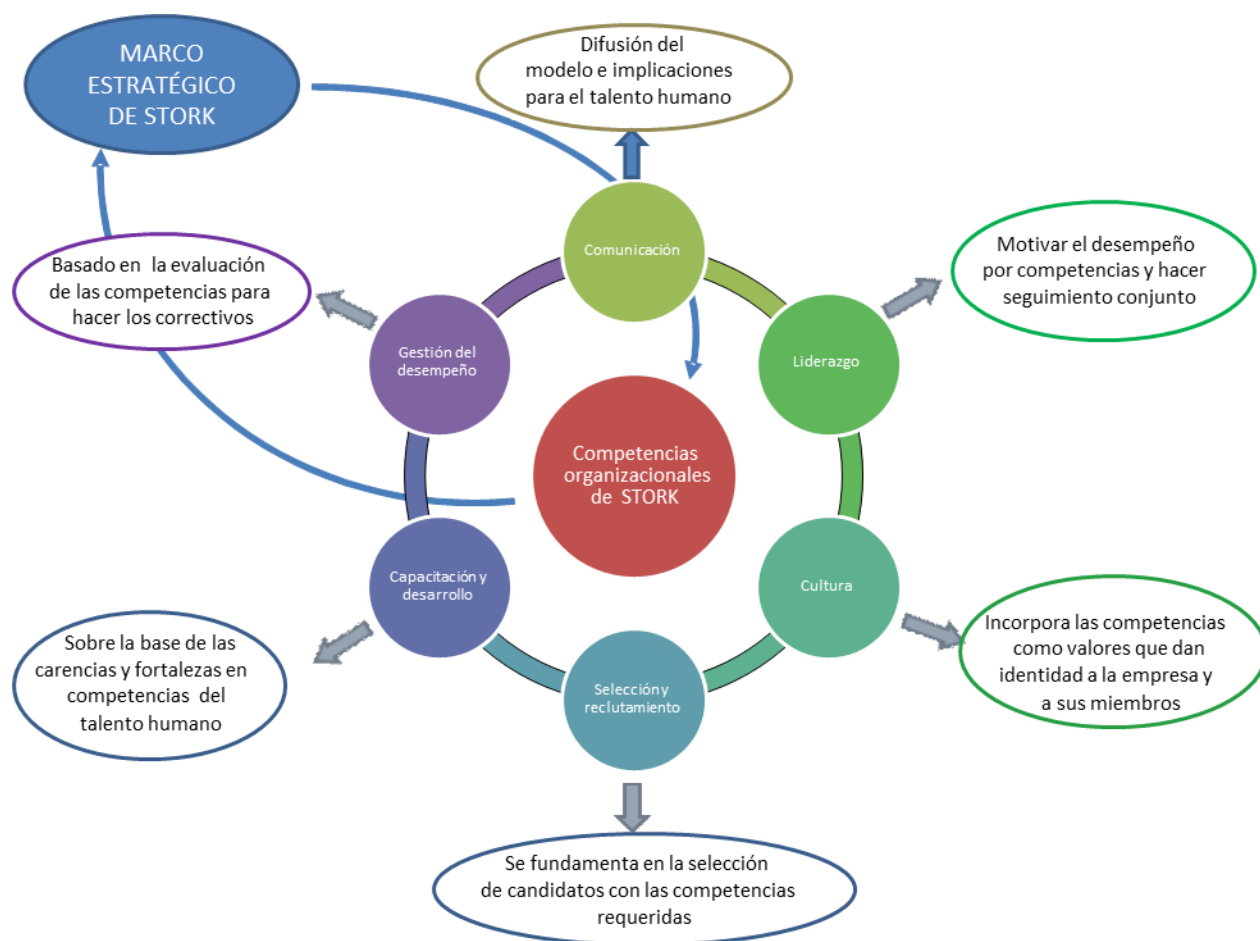 MARCO
ESTRATÉGICO
DE STORK
Difusión del
modelo e implicaciones
para el talento humano
Comunicación
Motivar el desempeño
por competencias y hacer
seguimiento conjunto
Basado en la evaluación
de las competencias para
hacer los correctivos
Gestión del
desempeño
Liderazgo
Competencias
organizacionales
de STORK
Capacitación y
desarrollo
Cultura
Sobre la base de las
carencias y fortalezas en
competencias del
talento humano
Selección y
reclutamiento
Incorpora las competencias
como valores que dan
identidad a la empresa y
a sus miembros
Se fundamenta en la selección
de candidatos con las competencias
requeridas